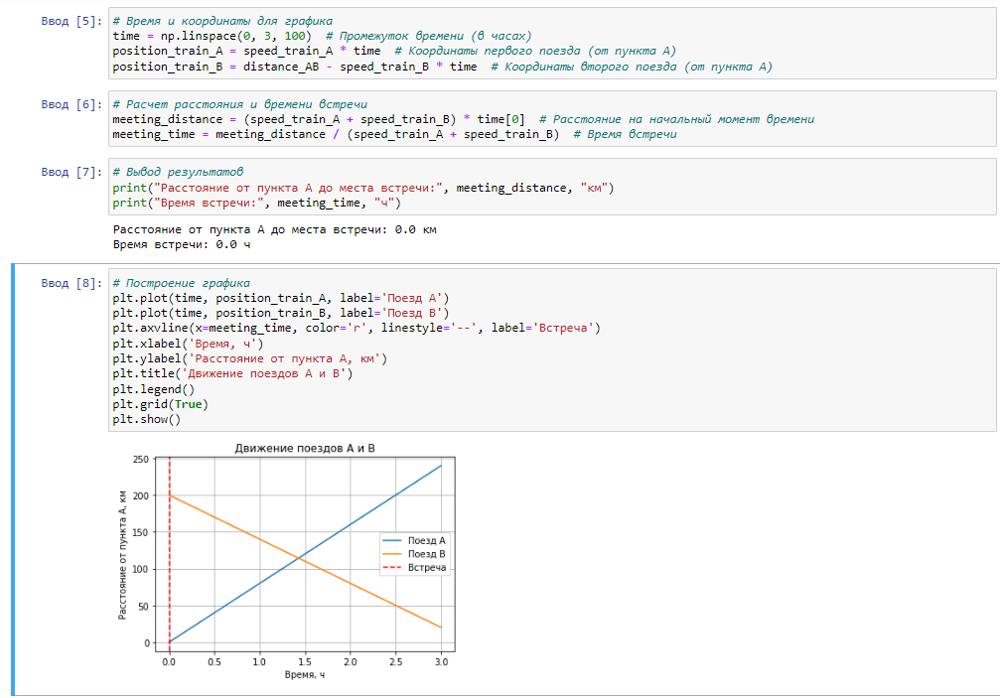 Ввод [5]: # Время и координаты для графика
time = np.linspace(0, 3, 100)  # Промежуток времени (в часах)
position_train_A = speed_train_A * time  # Координаты первого поезда (от пункта A)
position_train_B = distance_AB - speed_train_B * time  # Координаты второго поезда (от пункта A)
Ввод [6]: # Расчет расстояния и времени встречи
meeting_distance = (speed_train_A + speed_train_B) * time[0]  # Расстояние на начальный момент времени
meeting_time = meeting_distance / (speed_train_A + speed_train_B)  # Время встречи
Ввод [7]: # Вывод результатов
print("Расстояние от пункта A до места встречи:", meeting_distance, "км")
print("Время встречи:", meeting_time, "ч")
Расстояние от пункта A до места встречи: 0.0 км
Время встречи: 0.0 ч
Ввод [8]: # Построение графика
plt.plot(time, position_train_A, label='Поезд A')
plt.plot(time, position_train_B, label='Поезд B')
plt.axvline(x=meeting_time, color='r', linestyle='--', label='Встреча')
plt.xlabel('Время, ч')
plt.ylabel('Расстояние от пункта A, км')
plt.title('Движение поездов A и B')
plt.legend()
plt.grid(True)
plt.show()
Движение поездов A и B
Расстояние от пункта A, км
250
200
150
100
50
0
Поезд A
Поезд B
Встреча
0.0 0.5 1.0 1.5 2.0 2.5 3.0
Время, ч